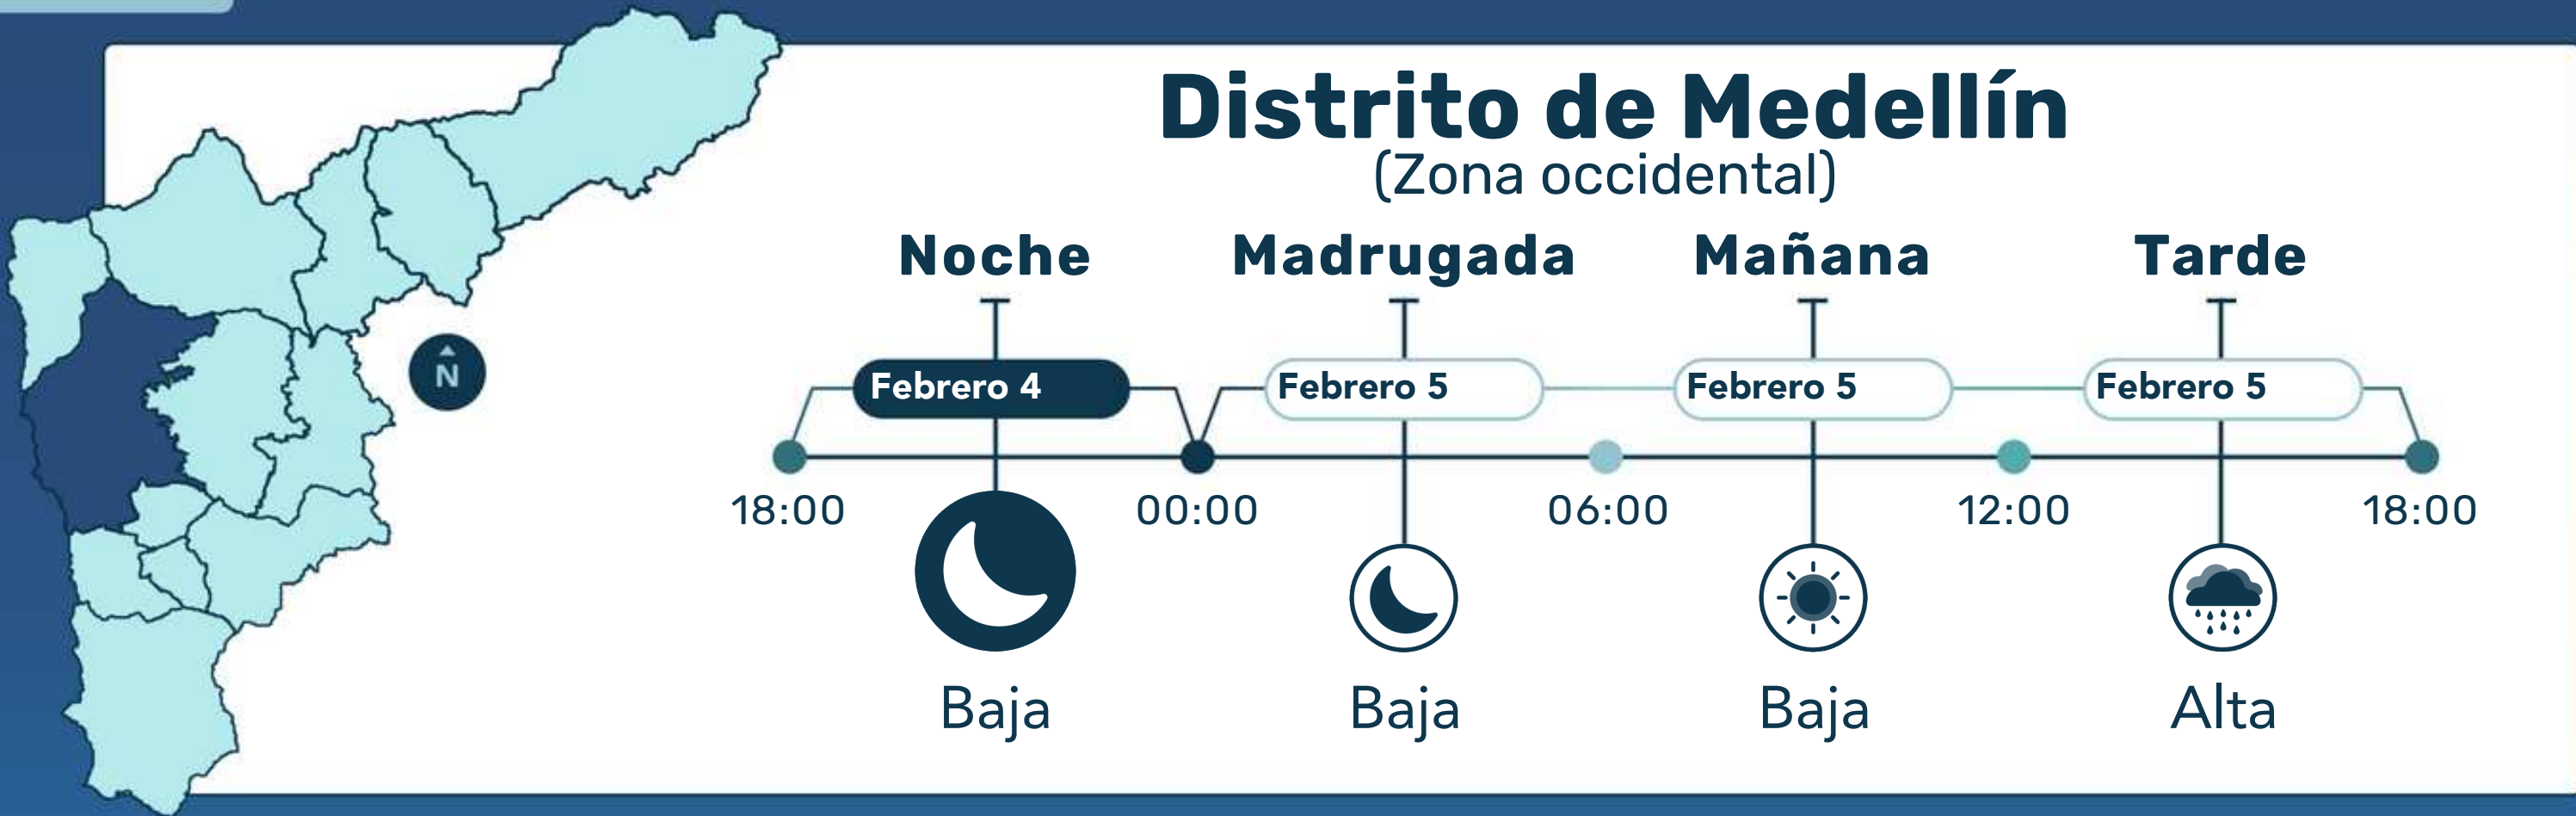 Distrito de Medellín
(Zona occidental)
Noche Madrugada Mañana Tarde
Febrero 4 Febrero 5 Febrero 5 Febrero 5
N
18:00 00:00 06:00 12:00 18:00
Baja Baja Baja Alta